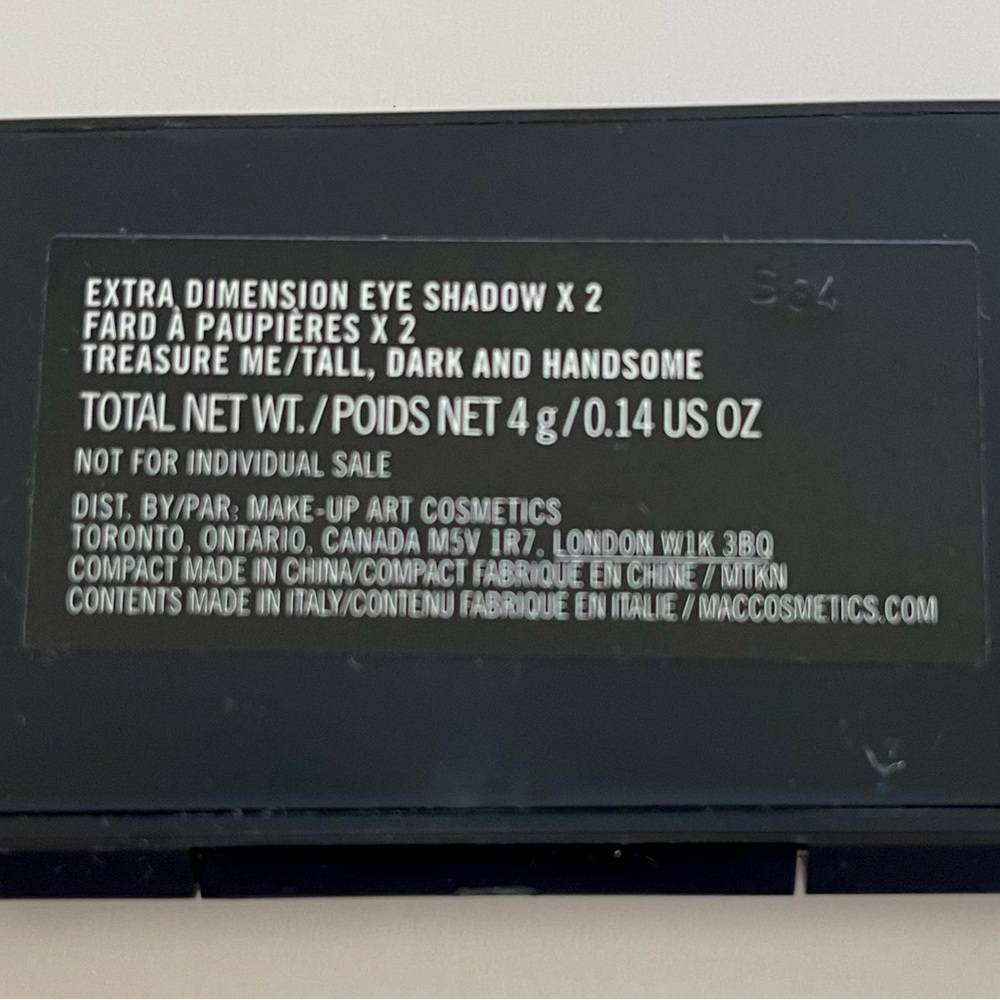 EXTRA DIMENSION EYE SHADOW X 2
FARD À PAUPIÈRES X 2
TREASURE ME/TALL, DARK AND HANDSOME
TOTAL NET WT. / POIDS NET 4 g / 0.14 US OZ
NOT FOR INDIVIDUAL SALE
DIST. BY/PAR: MAKE-UP ART COSMETICS
TORONTO, ONTARIO, CANADA M5V 1R7, LONDON W1K 3BQ
COMPACT MADE IN CHINA/COMPACT FABRIQUÉ EN CHINE / MTKN
CONTENTS MADE IN ITALY/CONTENU FABRIQUÉ EN ITALIE / MACCOSMETICS.COM